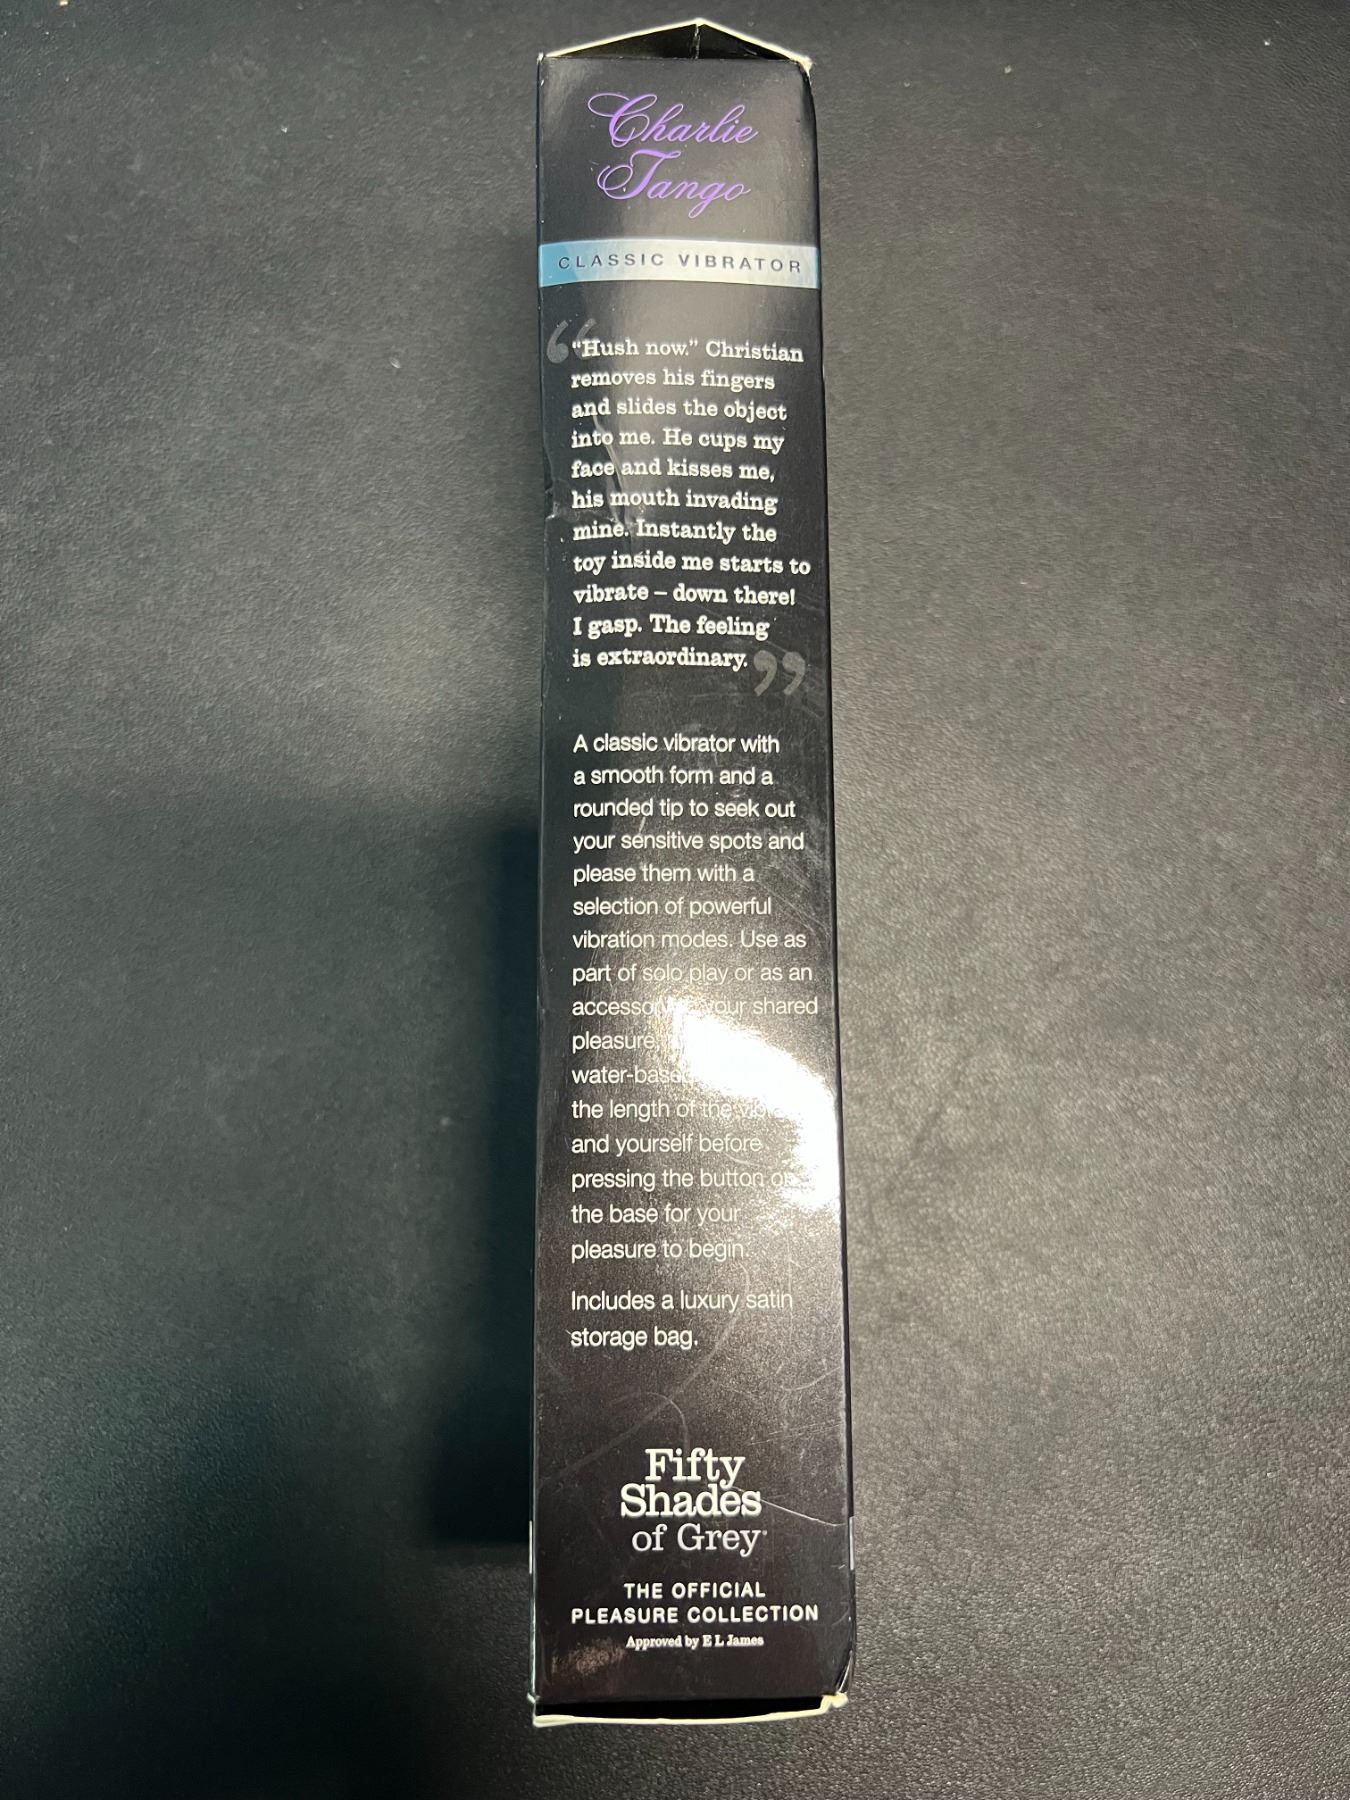 Charlie
Tango
CLASSIC VIBRATOR
“
“Hush now.” Christian
removes his fingers
and slides the object
into me. He cups my
face and kisses me,
his mouth invading
mine. Instantly the
toy inside me starts to
vibrate – down there!
I gasp. The feeling
is extraordinary.
”
A classic vibrator with
a smooth form and a
rounded tip to seek out
your sensitive spots and
please them with a
selection of powerful
vibration modes. Use as
part of solo play or as an
your shared
pleasure,
the length of the
and yourself before
pressing the button
the base for your
pleasure to begin.
Includes a luxury satin
storage bag.
Fifty
Shades
of Grey
THE OFFICIAL
PLEASURE COLLECTION
Approved by E L James